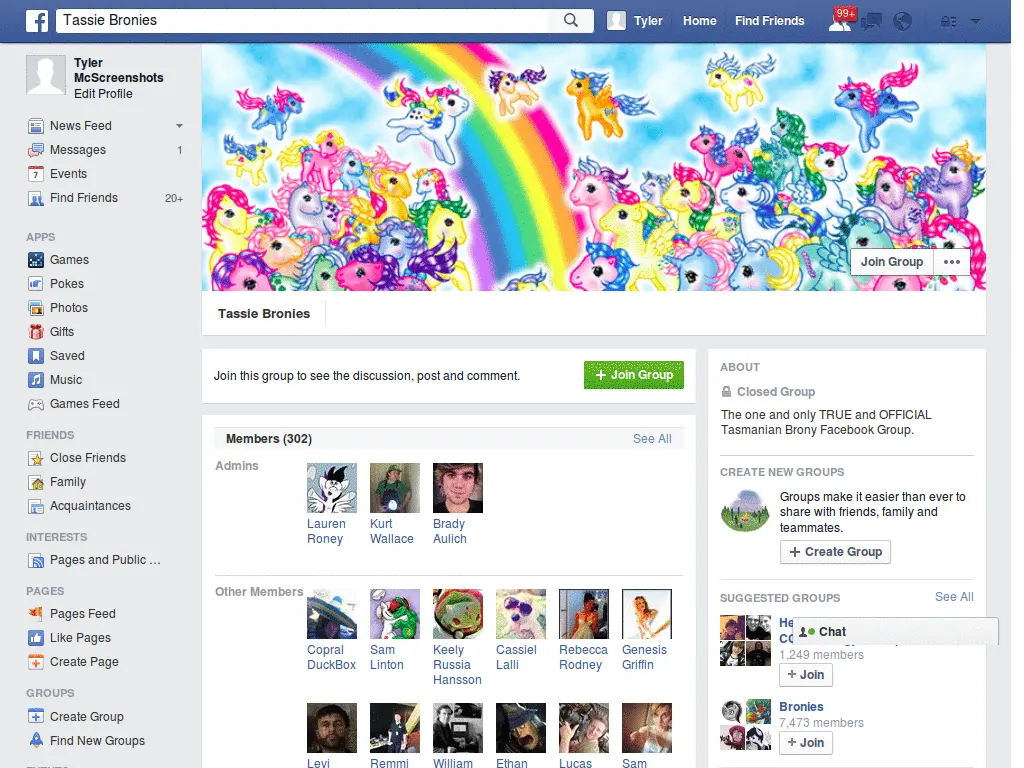 Tassie Bronies
Tyler
Home
Find Friends
99+
Tyler
McScreenshots
Edit Profile
News Feed
Messages 1
7 Events
Find Friends 20+
APPS
Games
Pokes
Photos
Gifts
Saved
Music
Games Feed
FRIENDS
Close Friends
Family
Acquaintances
INTERESTS
Pages and Public ...
PAGES
Pages Feed
Like Pages
Create Page
GROUPS
Create Group
Find New Groups
Join Group
Tassie Bronies
Join this group to see the discussion, post and comment.
+ Join Group
Members (302) See All
Admins
Lauren
Roney
Kurt
Wallace
Brady
Aulich
Other Members
Copral
DuckBox
Sam
Linton
Keely
Russia
Hansson
Cassiel
Lalli
Rebecca
Rodney
Genesis
Griffin
Levi
Remmi
William
Ethan
Lucas
Sam
ABOUT
Closed Group
The one and only TRUE and OFFICIAL
Tasmanian Brony Facebook Group.
CREATE NEW GROUPS
Groups make it easier than ever to
share with friends, family and
teammates.
+ Create Group
SUGGESTED GROUPS See All
Chat
1,249 members
+ Join
Bronies
7,473 members
+ Join